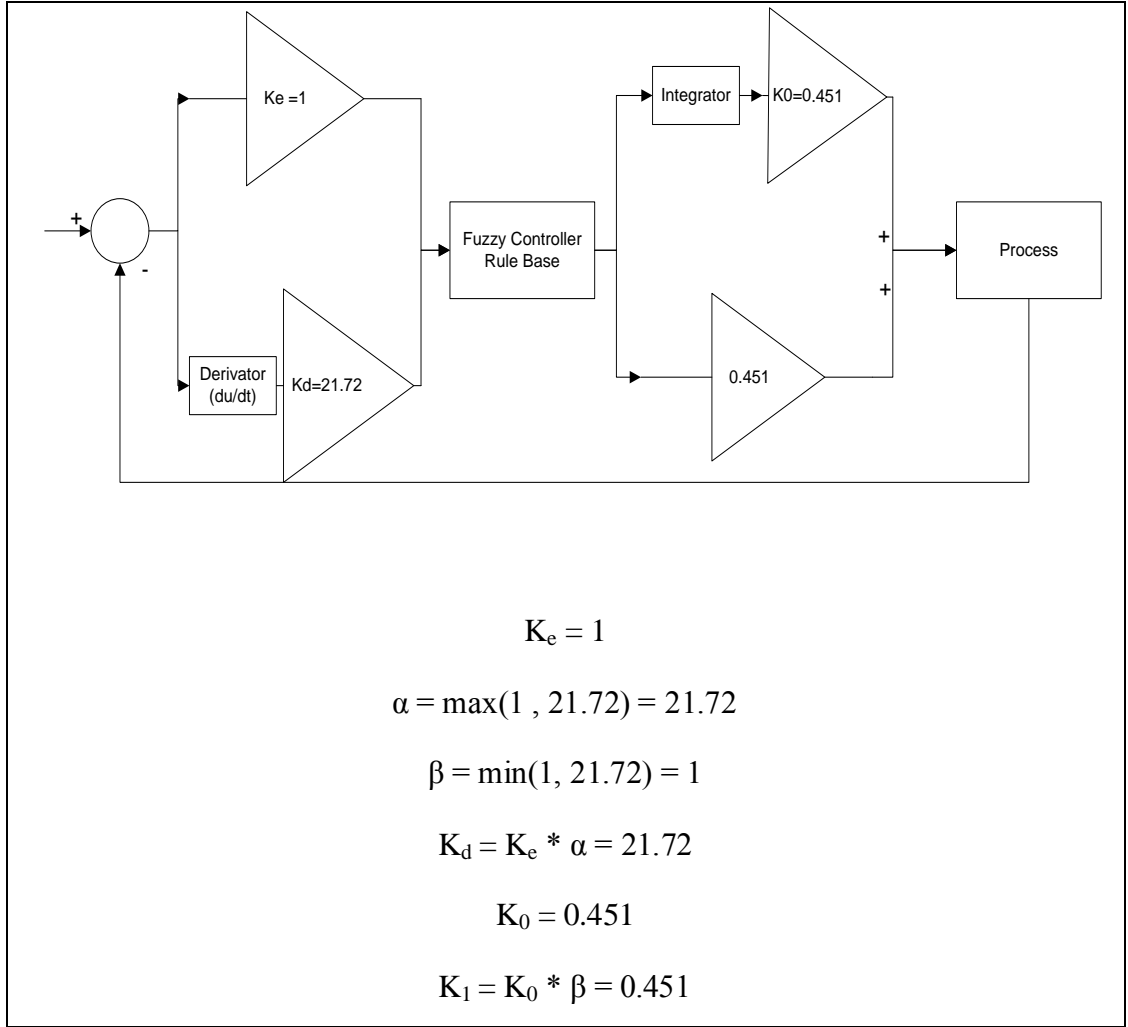 Ke =1
Integrator
K0=0.451
+
-
Fuzzy Controller
Rule Base
+
+
Process
Derivator
(du/dt)
Kd=21.72
0.451
Kₑ = 1
α = max(1 , 21.72) = 21.72
β = min(1, 21.72) = 1
K_d = Kₑ * α = 21.72
K₀ = 0.451
K₁ = K₀ * β = 0.451